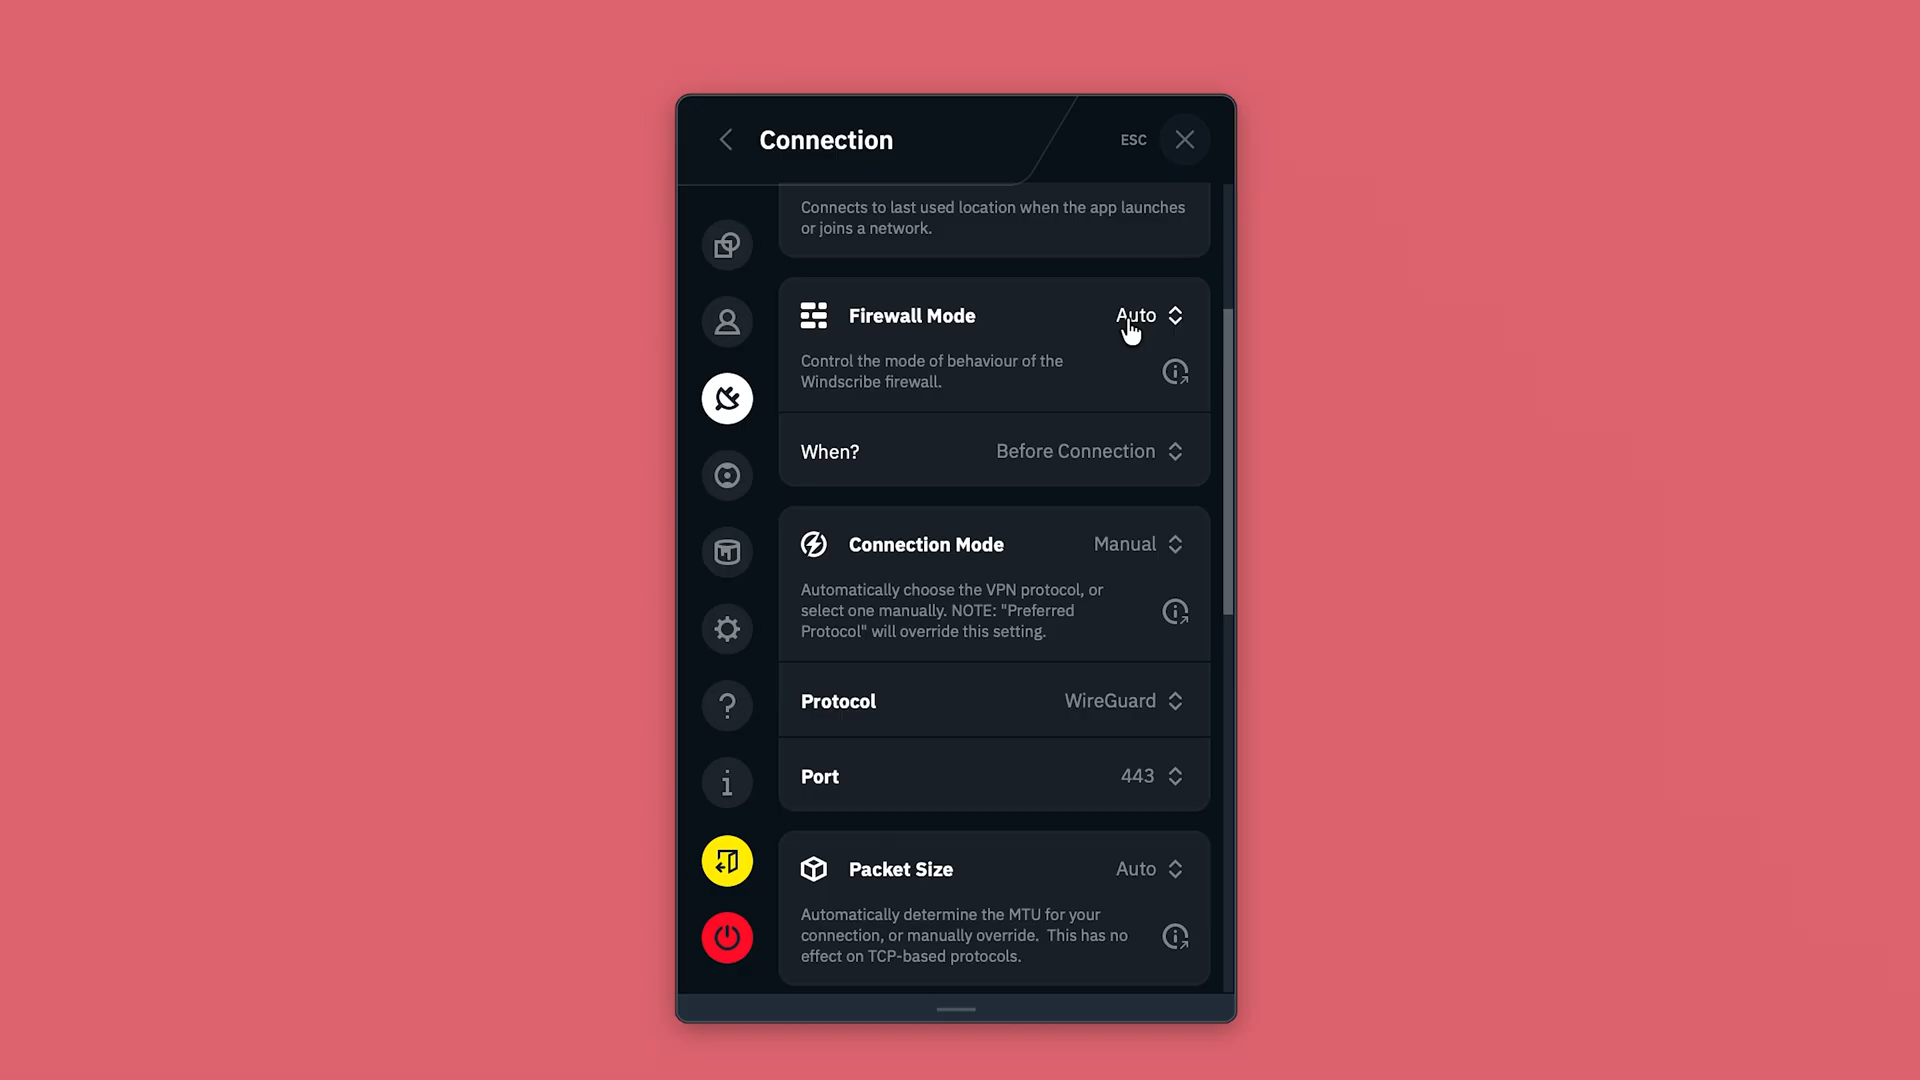 Connection
ESC
Connects to last used location when the app launches
or joins a network.
Firewall Mode
Auto
Control the mode of behaviour of the
Windscribe firewall.
When?
Before Connection
Connection Mode
Manual
Automatically choose the VPN protocol, or
select one manually. NOTE: "Preferred
Protocol" will override this setting.
Protocol
WireGuard
Port
443
Packet Size
Auto
Automatically determine the MTU for your
connection, or manually override.  This has no
effect on TCP-based protocols.